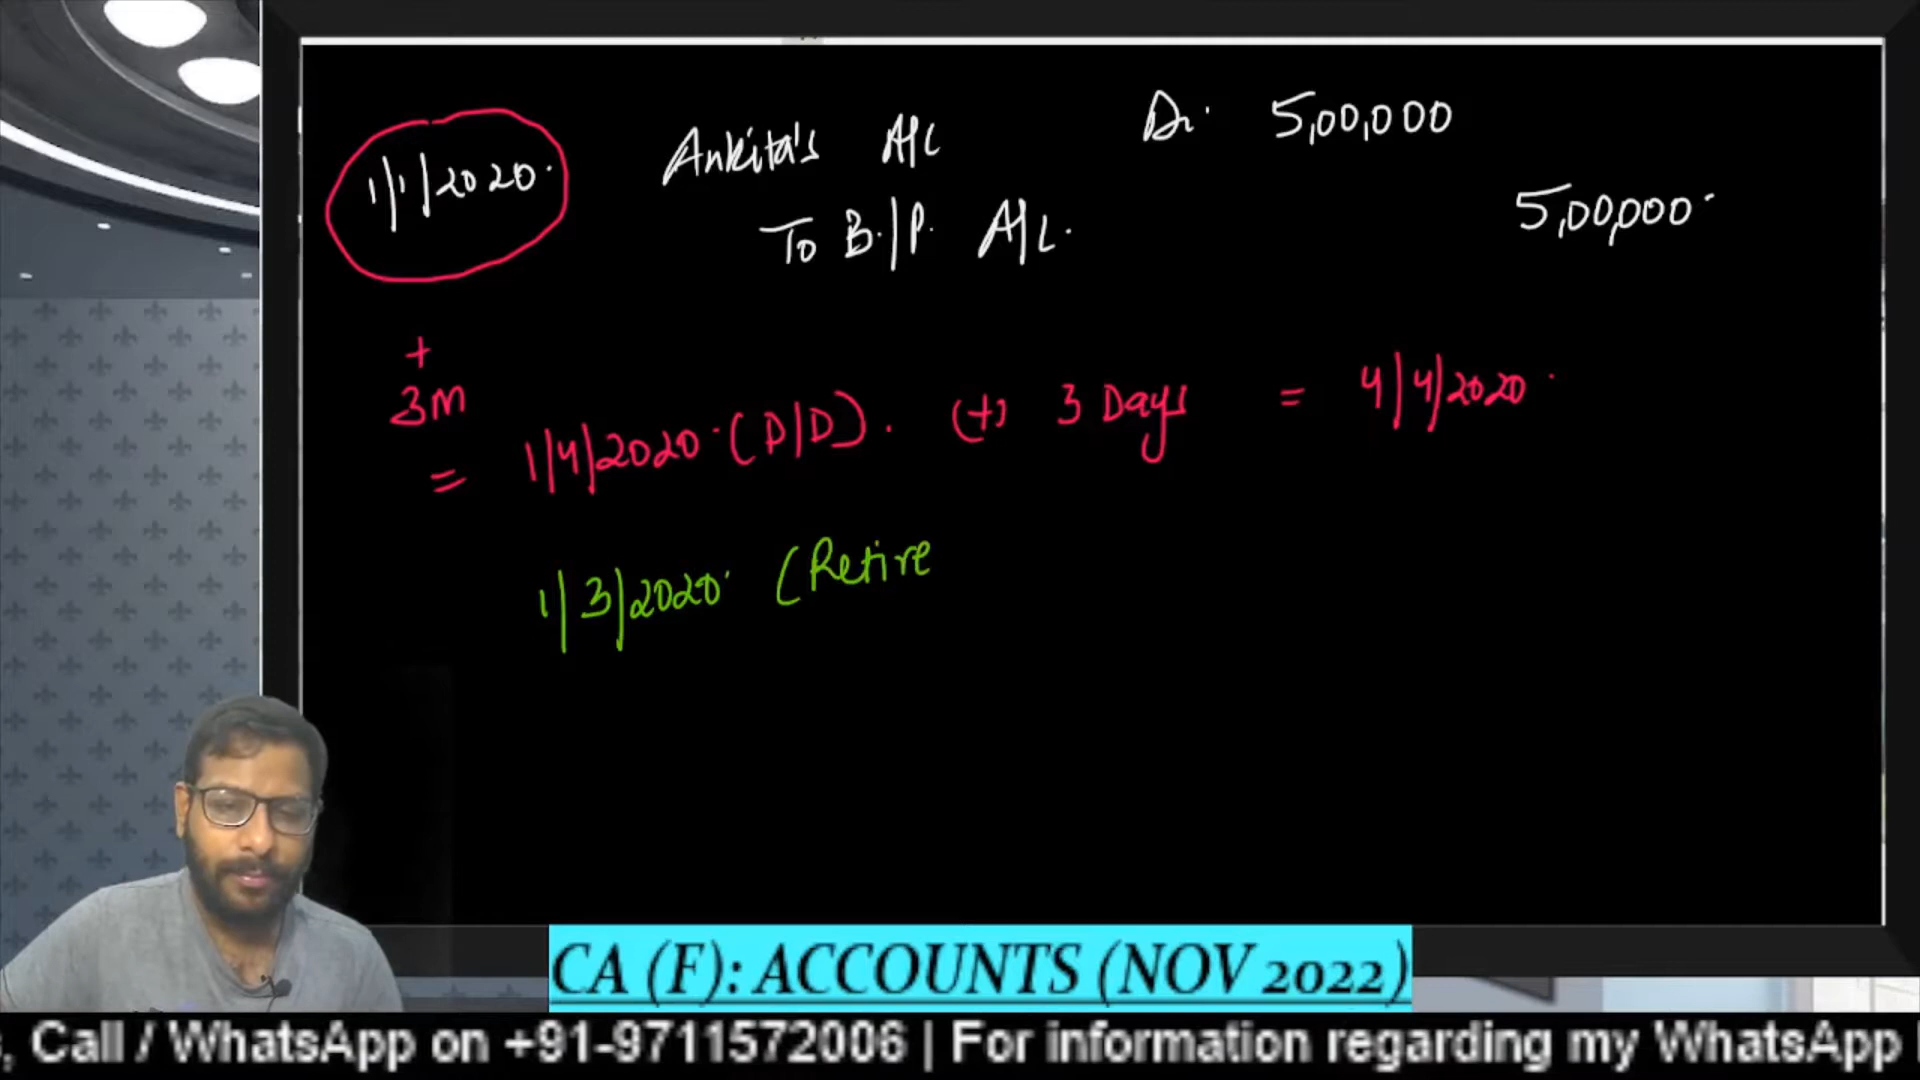 1/1/2020. Ankita's A/c Dr. 5,00,000
To B./P. A/c. 5,00,000.
+
3m
= 1/4/2020. (D/D). (+) 3 Days = 4/4/2020.
1/3/2020. (Retire
CA (F): ACCOUNTS (NOV 2022)
, Call / WhatsApp on +91-9711572006 | For information regarding my WhatsApp